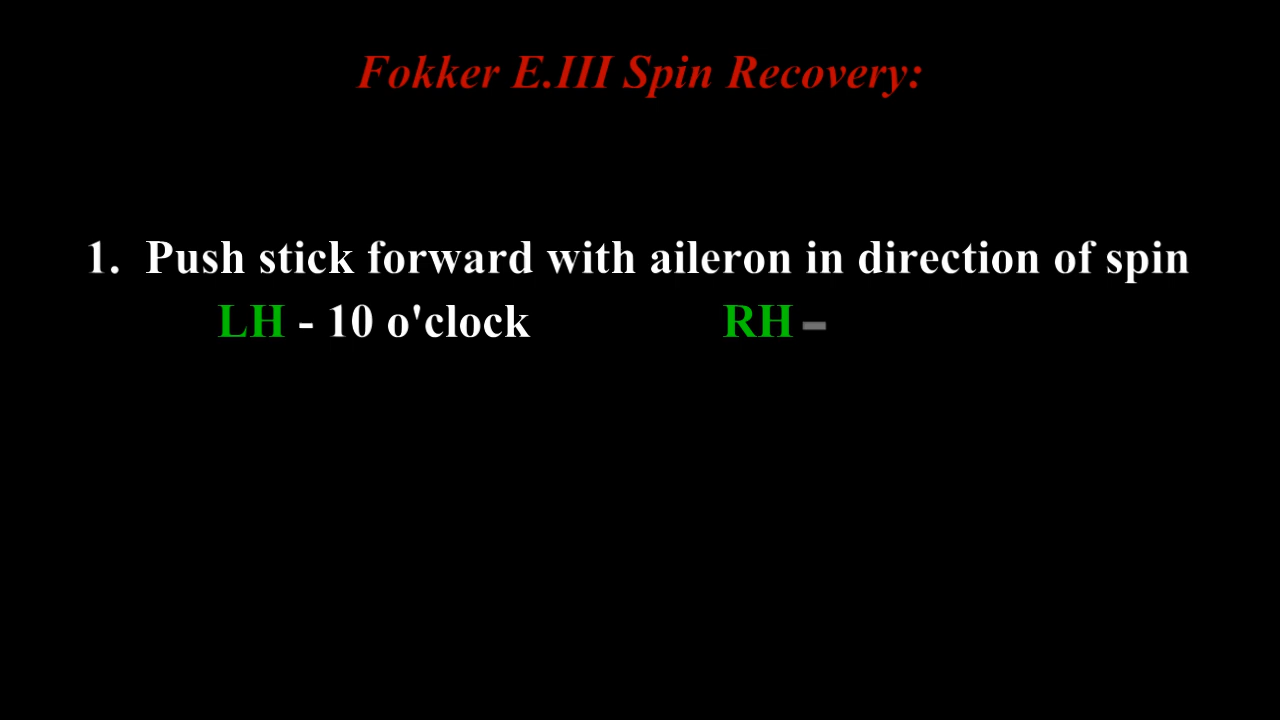 Fokker E.III Spin Recovery:
1. Push stick forward with aileron in direction of spin
LH - 10 o'clock RH -